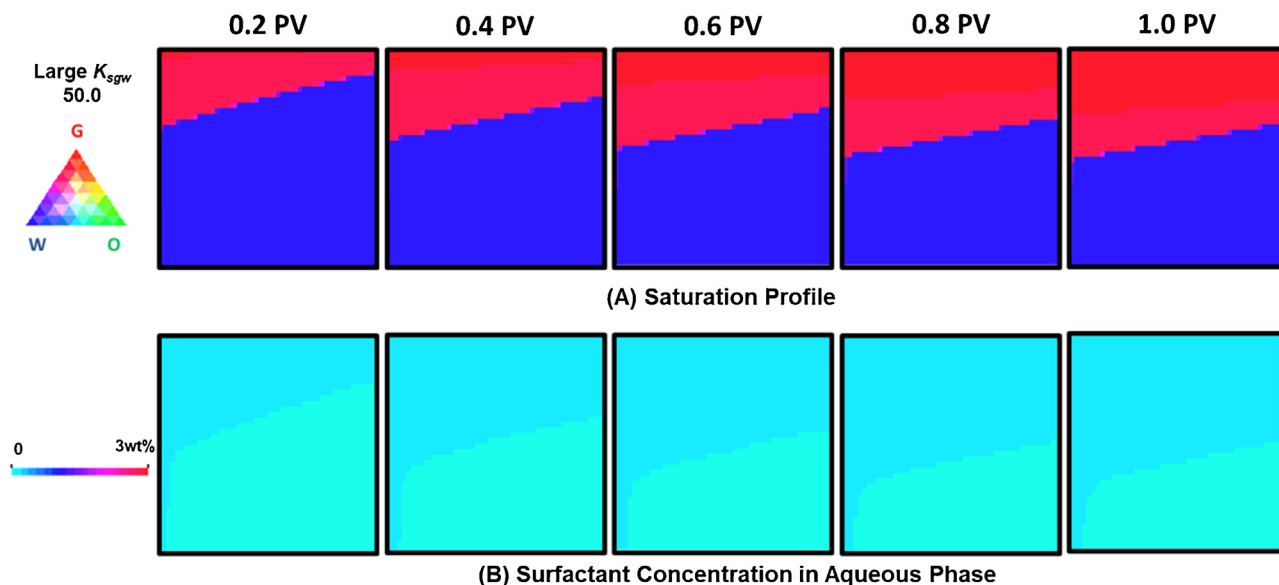 0.2 PV 0.4 PV 0.6 PV 0.8 PV 1.0 PV
Large Ksgw
50.0
G
W O
(A) Saturation Profile
0 3wt%
(B) Surfactant Concentration in Aqueous Phase